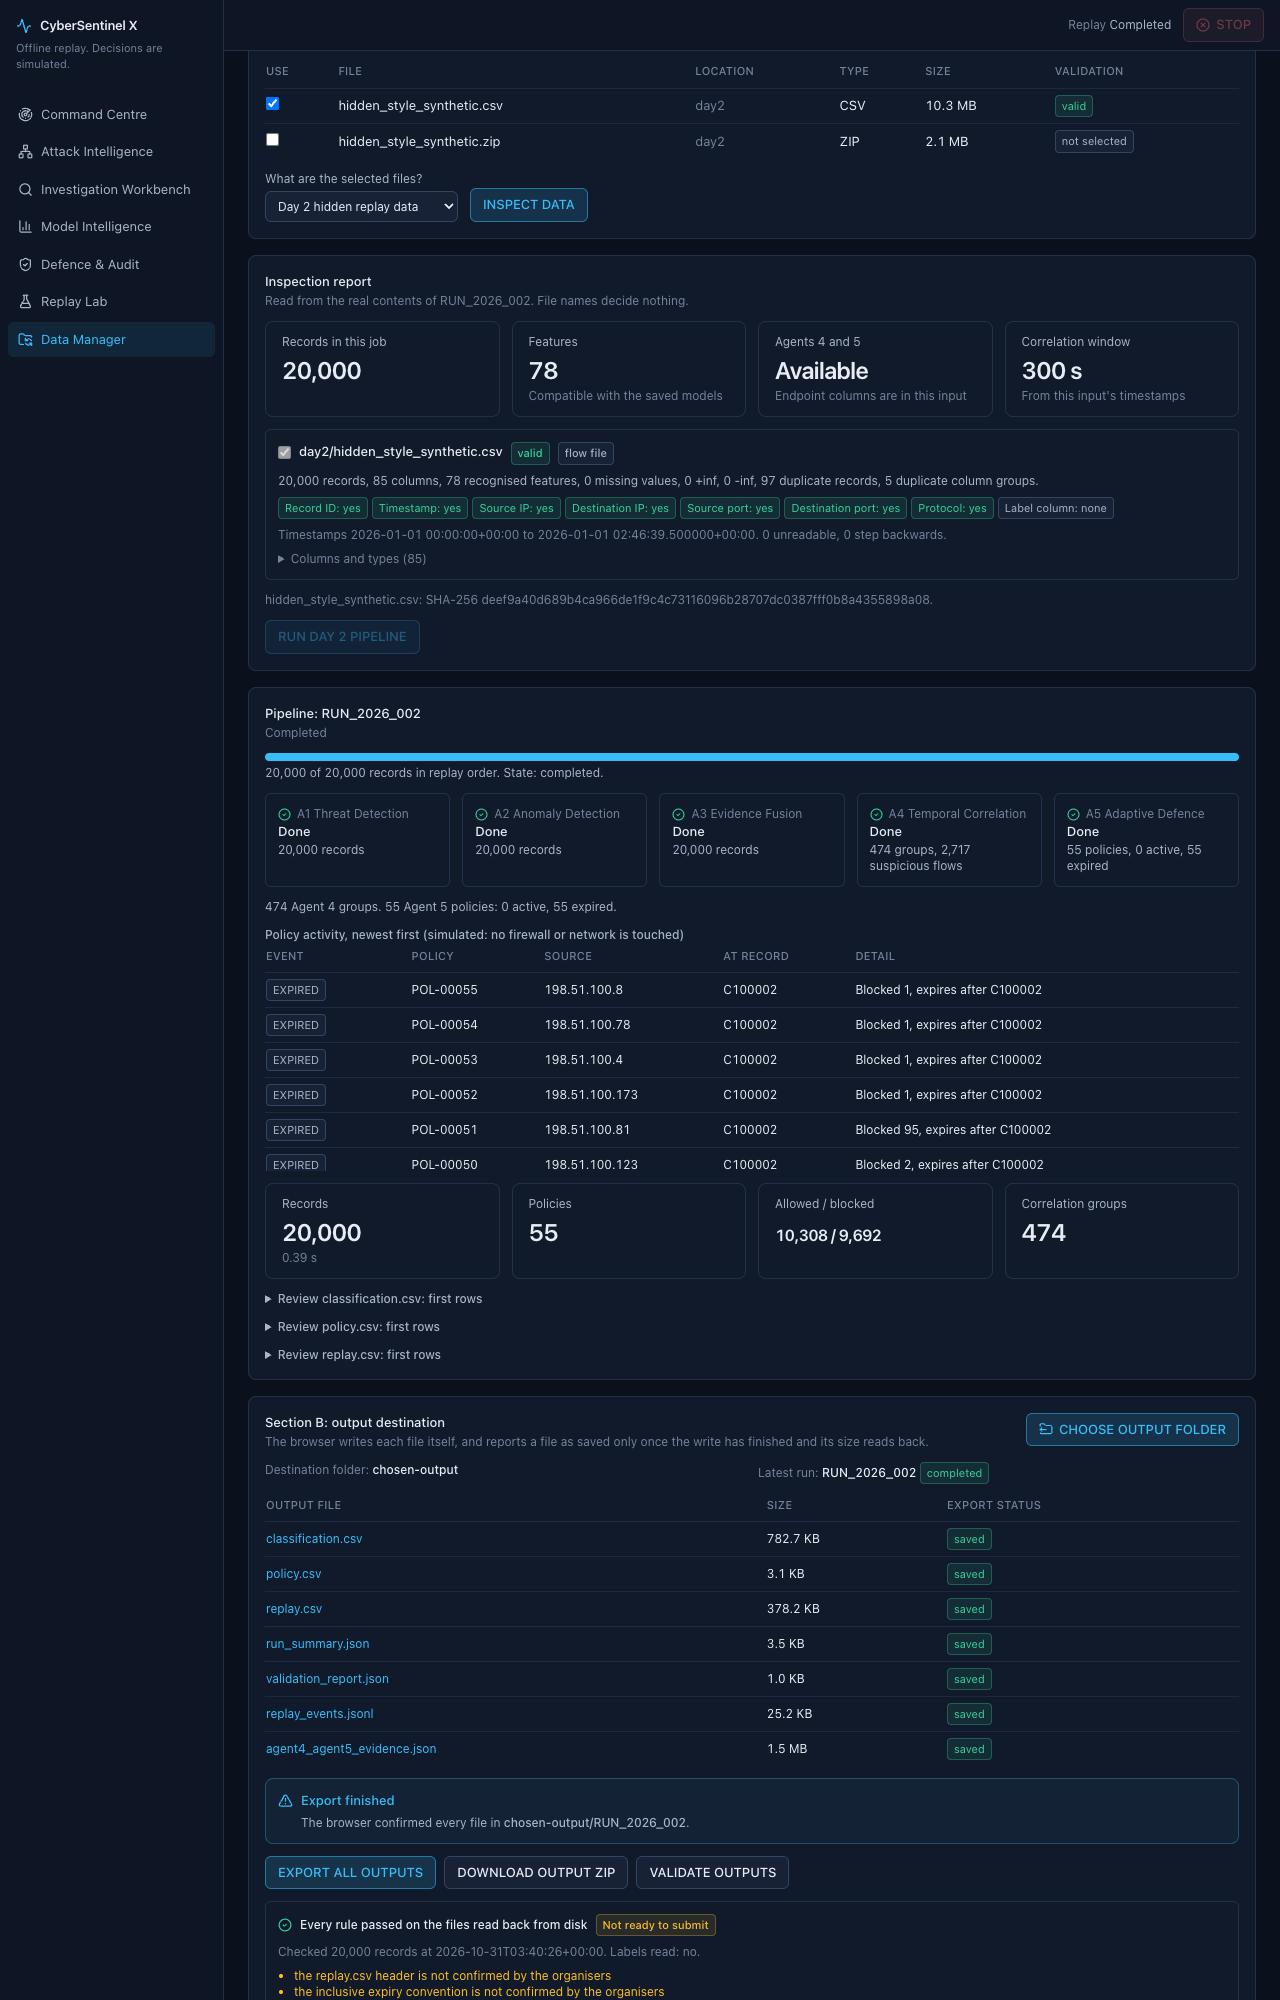 CyberSentinel X
Offline replay. Decisions are
simulated.
Command Centre
Attack Intelligence
Investigation Workbench
Model Intelligence
Defence & Audit
Replay Lab
Data Manager
Replay Completed
STOP
USE FILE LOCATION TYPE SIZE VALIDATION
hidden_style_synthetic.csv day2 CSV 10.3 MB valid
hidden_style_synthetic.zip day2 ZIP 2.1 MB not selected
What are the selected files?
Day 2 hidden replay data INSPECT DATA
Inspection report
Read from the real contents of RUN_2026_002. File names decide nothing.
Records in this job
20,000
Features
78
Compatible with the saved models
Agents 4 and 5
Available
Endpoint columns are in this input
Correlation window
300 s
From this input's timestamps
day2/hidden_style_synthetic.csv valid flow file
20,000 records, 85 columns, 78 recognised features, 0 missing values, 0 +inf, 0 -inf, 97 duplicate records, 5 duplicate column groups.
Record ID: yes Timestamp: yes Source IP: yes Destination IP: yes Source port: yes Destination port: yes Protocol: yes Label column: none
Timestamps 2026-01-01 00:00:00+00:00 to 2026-01-01 02:46:39.500000+00:00. 0 unreadable, 0 step backwards.
Columns and types (85)
hidden_style_synthetic.csv: SHA-256 deef9a40d689b4ca966de1f9c4c73116096b28707dc0387fff0b8a4355898a08.
RUN DAY 2 PIPELINE
Pipeline: RUN_2026_002
Completed
20,000 of 20,000 records in replay order. State: completed.
A1 Threat Detection
Done
20,000 records
A2 Anomaly Detection
Done
20,000 records
A3 Evidence Fusion
Done
20,000 records
A4 Temporal Correlation
Done
474 groups, 2,717
suspicious flows
A5 Adaptive Defence
Done
55 policies, 0 active, 55
expired
474 Agent 4 groups. 55 Agent 5 policies: 0 active, 55 expired.
Policy activity, newest first (simulated: no firewall or network is touched)
EVENT POLICY SOURCE AT RECORD DETAIL
EXPIRED POL-00055 198.51.100.8 C100002 Blocked 1, expires after C100002
EXPIRED POL-00054 198.51.100.78 C100002 Blocked 1, expires after C100002
EXPIRED POL-00053 198.51.100.4 C100002 Blocked 1, expires after C100002
EXPIRED POL-00052 198.51.100.173 C100002 Blocked 1, expires after C100002
EXPIRED POL-00051 198.51.100.81 C100002 Blocked 95, expires after C100002
EXPIRED POL-00050 198.51.100.123 C100002 Blocked 2, expires after C100002
Records
20,000
0.39 s
Policies
55
Allowed / blocked
10,308 / 9,692
Correlation groups
474
Review classification.csv: first rows
Review policy.csv: first rows
Review replay.csv: first rows
Section B: output destination
The browser writes each file itself, and reports a file as saved only once the write has finished and its size reads back.
CHOOSE OUTPUT FOLDER
Destination folder: chosen-output
Latest run: RUN_2026_002 completed
OUTPUT FILE SIZE EXPORT STATUS
classification.csv 782.7 KB saved
policy.csv 3.1 KB saved
replay.csv 378.2 KB saved
run_summary.json 3.5 KB saved
validation_report.json 1.0 KB saved
replay_events.jsonl 25.2 KB saved
agent4_agent5_evidence.json 1.5 MB saved
Export finished
The browser confirmed every file in chosen-output/RUN_2026_002.
EXPORT ALL OUTPUTS DOWNLOAD OUTPUT ZIP VALIDATE OUTPUTS
Every rule passed on the files read back from disk Not ready to submit
Checked 20,000 records at 2026-10-31T03:40:26+00:00. Labels read: no.
• the replay.csv header is not confirmed by the organisers
• the inclusive expiry convention is not confirmed by the organisers